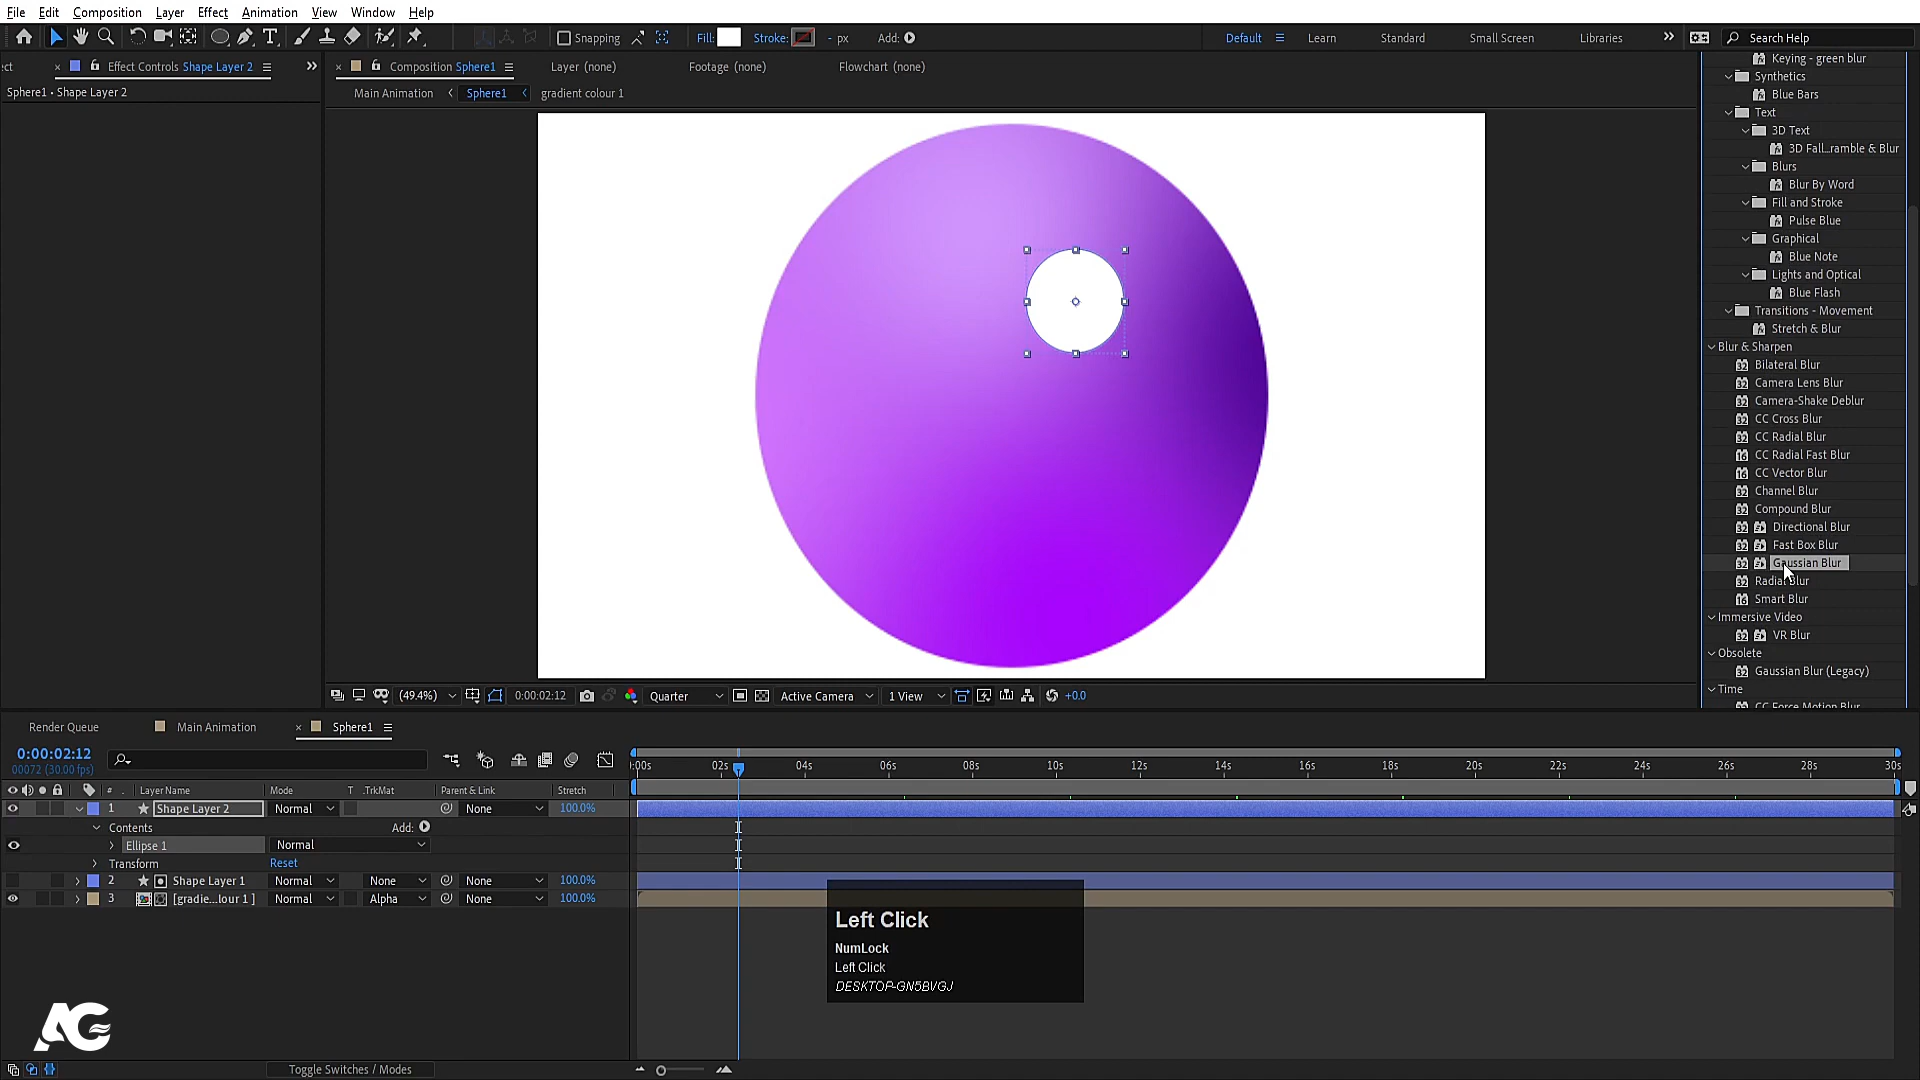 File Edit Composition Layer Effect Animation View Window Help
Snapping Fill: Stroke: - px Add: Default Learn Standard Small Screen Libraries Search Help
ct Effect Controls Shape Layer 2 Composition Sphere1 Layer (none) Footage (none) Flowchart (none)
Sphere1 • Shape Layer 2
Main Animation Sphere1 gradient colour 1
Keying - green blur
Synthetics
Blue Bars
Text
3D Text
3D Fall...ramble & Blur
Blurs
Blur By Word
Fill and Stroke
Pulse Blue
Graphical
Blue Note
Lights and Optical
Blue Flash
Transitions - Movement
Stretch & Blur
Blur & Sharpen
Bilateral Blur
Camera Lens Blur
Camera-Shake Deblur
CC Cross Blur
CC Radial Blur
CC Radial Fast Blur
CC Vector Blur
Channel Blur
Compound Blur
Directional Blur
Fast Box Blur
Gaussian Blur
Radial Blur
Smart Blur
Immersive Video
VR Blur
Obsolete
Gaussian Blur (Legacy)
Time
CC Force Motion Blur
(49.4%) 0:00:02:12 Quarter Active Camera 1 View +0.0
Render Queue Main Animation Sphere1
0:00:02:12
00072 (30.00 fps)
):00s 02s 04s 06s 08s 10s 12s 14s 16s 18s 20s 22s 24s 26s 28s 30s
# . Layer Name Mode T .TrkMat Parent & Link Stretch
1 Shape Layer 2 Normal None 100.0%
Contents Add:
Ellipse 1 Normal
Transform Reset
2 Shape Layer 1 Normal None None 100.0%
3 [gradie...lour 1 ] Normal Alpha None 100.0%
Left Click
NumLock
Left Click
DESKTOP-GN5BVGJ
AG
Toggle Switches / Modes